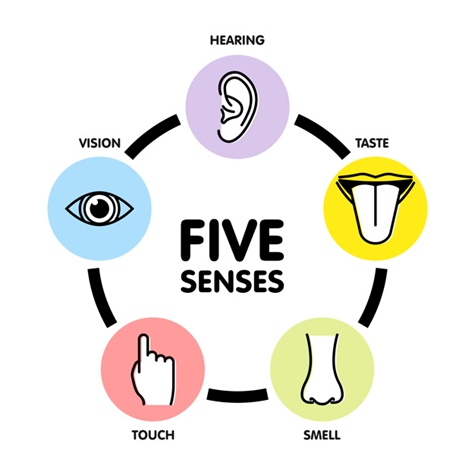 HEARING
VISION
TASTE
FIVE
SENSES
TOUCH
SMELL